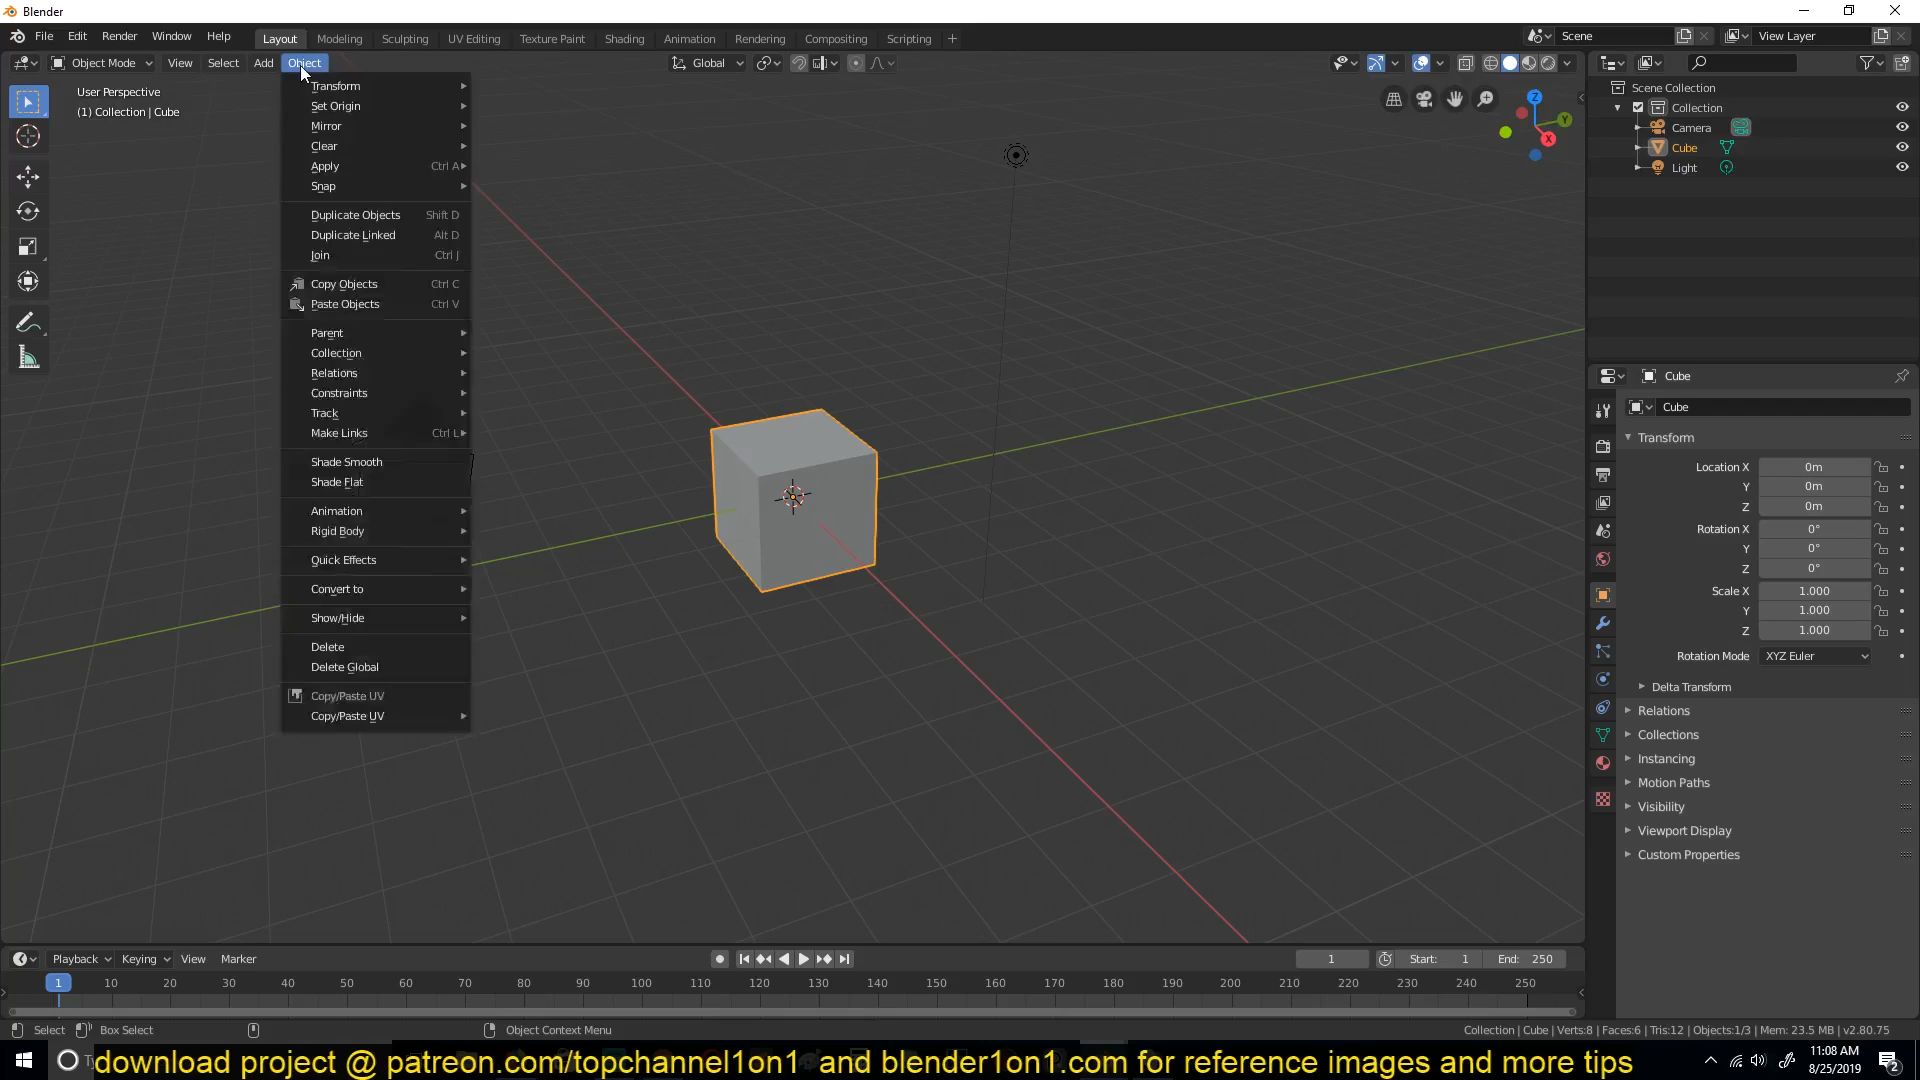 Blender
File Edit Render Window Help Layout Modeling Sculpting UV Editing Texture Paint Shading Animation Rendering Compositing Scripting + Scene View Layer
Object Mode View Select Add Object Global
User Perspective
(1) Collection | Cube
Transform
Set Origin
Mirror
Clear
Apply Ctrl A
Snap
Duplicate Objects Shift D
Duplicate Linked Alt D
Join Ctrl J
Copy Objects Ctrl C
Paste Objects Ctrl V
Parent
Collection
Relations
Constraints
Track
Make Links Ctrl L
Shade Smooth
Shade Flat
Animation
Rigid Body
Quick Effects
Convert to
Show/Hide
Delete
Delete Global
Copy/Paste UV
Copy/Paste UV
Z
Y
X
Scene Collection
Collection
Camera
Cube
Light
Cube
Cube
Transform
Location X 0m
Y 0m
Z 0m
Rotation X 0°
Y 0°
Z 0°
Scale X 1.000
Y 1.000
Z 1.000
Rotation Mode XYZ Euler
Delta Transform
Relations
Collections
Instancing
Motion Paths
Visibility
Viewport Display
Custom Properties
Playback Keying View Marker 1 Start: 1 End: 250
1 10 20 30 40 50 60 70 80 90 100 110 120 130 140 150 160 170 180 190 200 210 220 230 240 250
Select Box Select Object Context Menu Collection | Cube | Verts:8 | Faces:6 | Tris:12 | Objects:1/3 | Mem: 23.5 MB | v2.80.75
download project @ patreon.com/topchannel1on1 and blender1on1.com for reference images and more tips
11:08 AM
8/25/2019
2